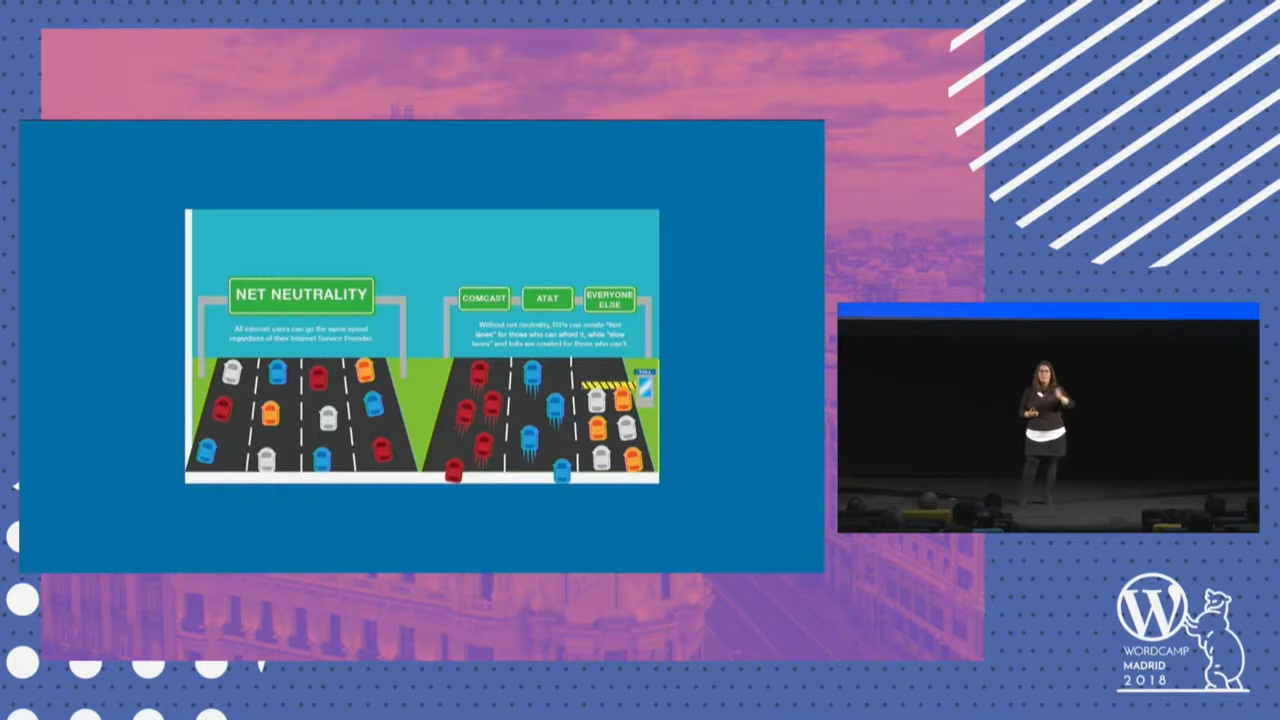 NET NEUTRALITY
All internet users can go the same speed
regardless of their Internet Service Provider.
COMCAST
AT&T
EVERYONE
ELSE
Without net neutrality, ISPs can create "fast
lanes" for those who can afford it, while "slow
lanes" and tolls are created for those who can't.
TOLL
W
WORDCAMP
MADRID
2018